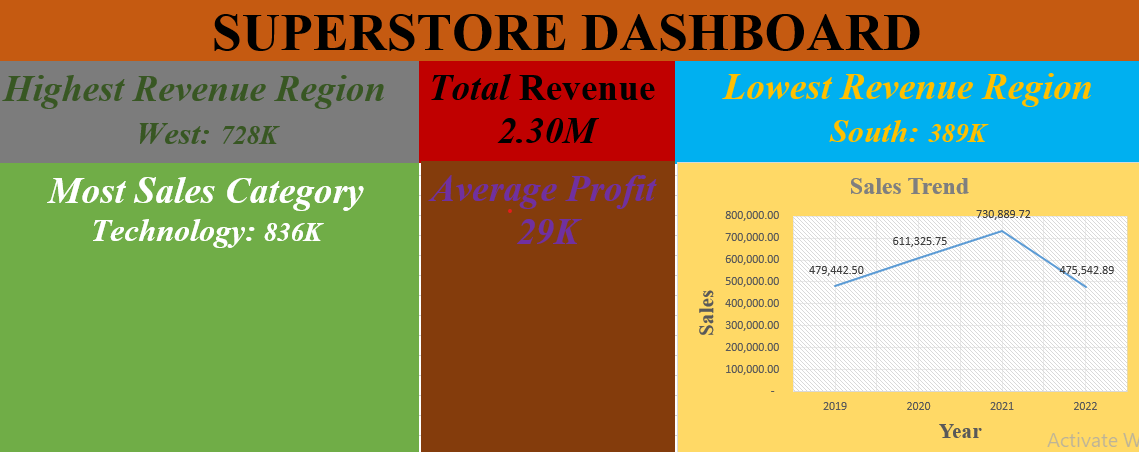 SUPERSTORE DASHBOARD
Highest Revenue Region
West: 728K
Total Revenue
2.30M
Lowest Revenue Region
South: 389K
Most Sales Category
Technology: 836K
Average Profit
29K
Sales Trend
800,000.00
700,000.00
600,000.00
500,000.00
400,000.00
300,000.00
200,000.00
100,000.00
-
Sales
479,442.50
611,325.75
730,889.72
475,542.89
2019 2020 2021 2022
Year
Activate W